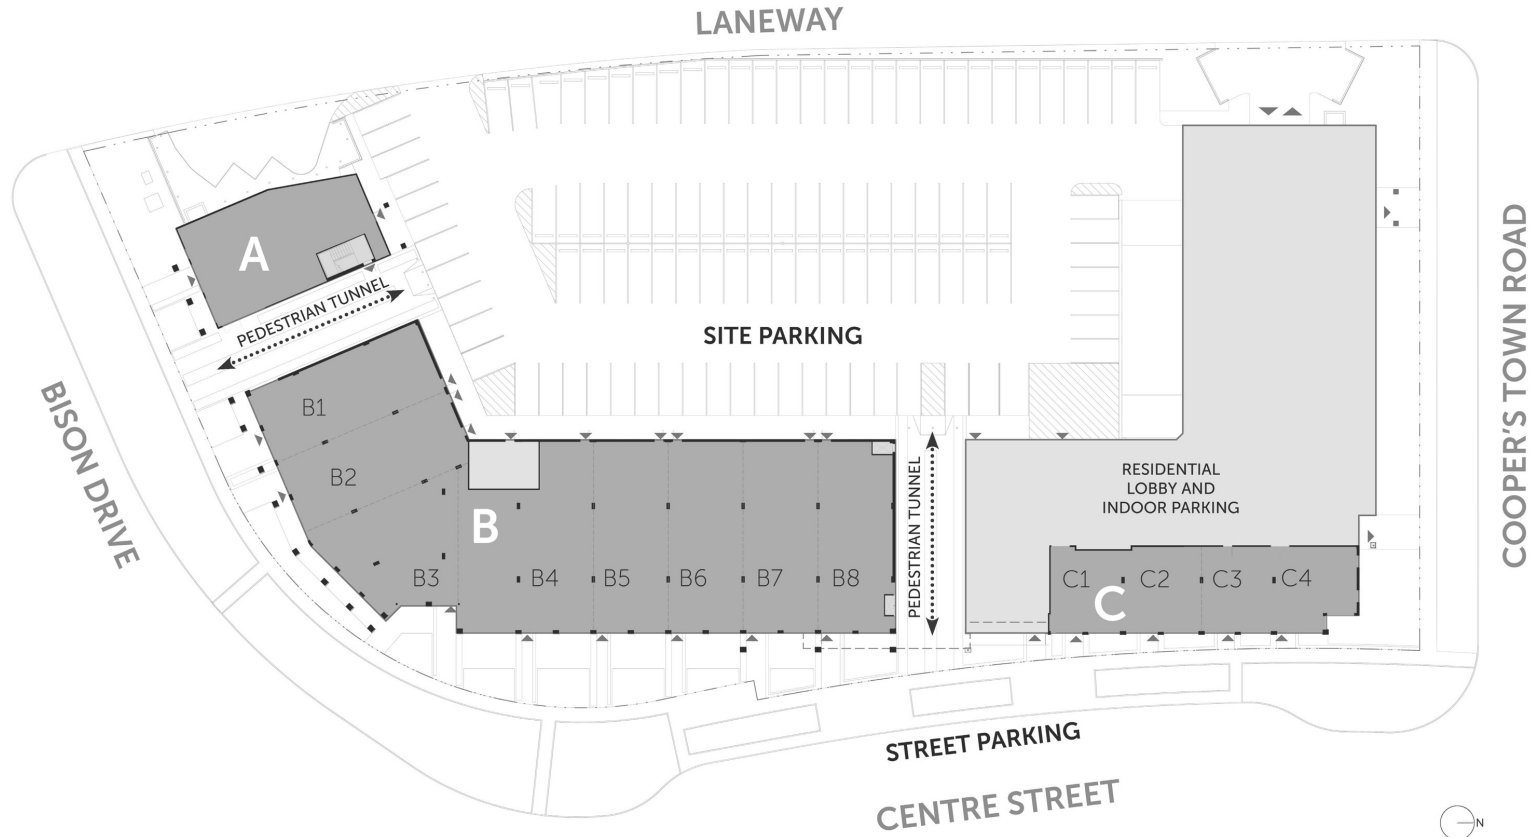 LANEWAY
A
PEDESTRIAN TUNNEL
SITE PARKING
COOPER'S TOWN ROAD
BISON DRIVE
B1
B2
B
B3
B4
B5
B6
B7
B8
PEDESTRIAN TUNNEL
RESIDENTIAL
LOBBY AND
INDOOR PARKING
C1
C2
C3
C4
C
STREET PARKING
CENTRE STREET
N